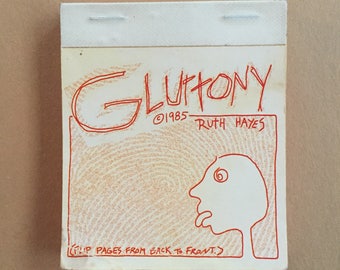 GLUttONY
©1985
RUTH HAYES
(FLIP PAGES FROM BACK to FRONT.)